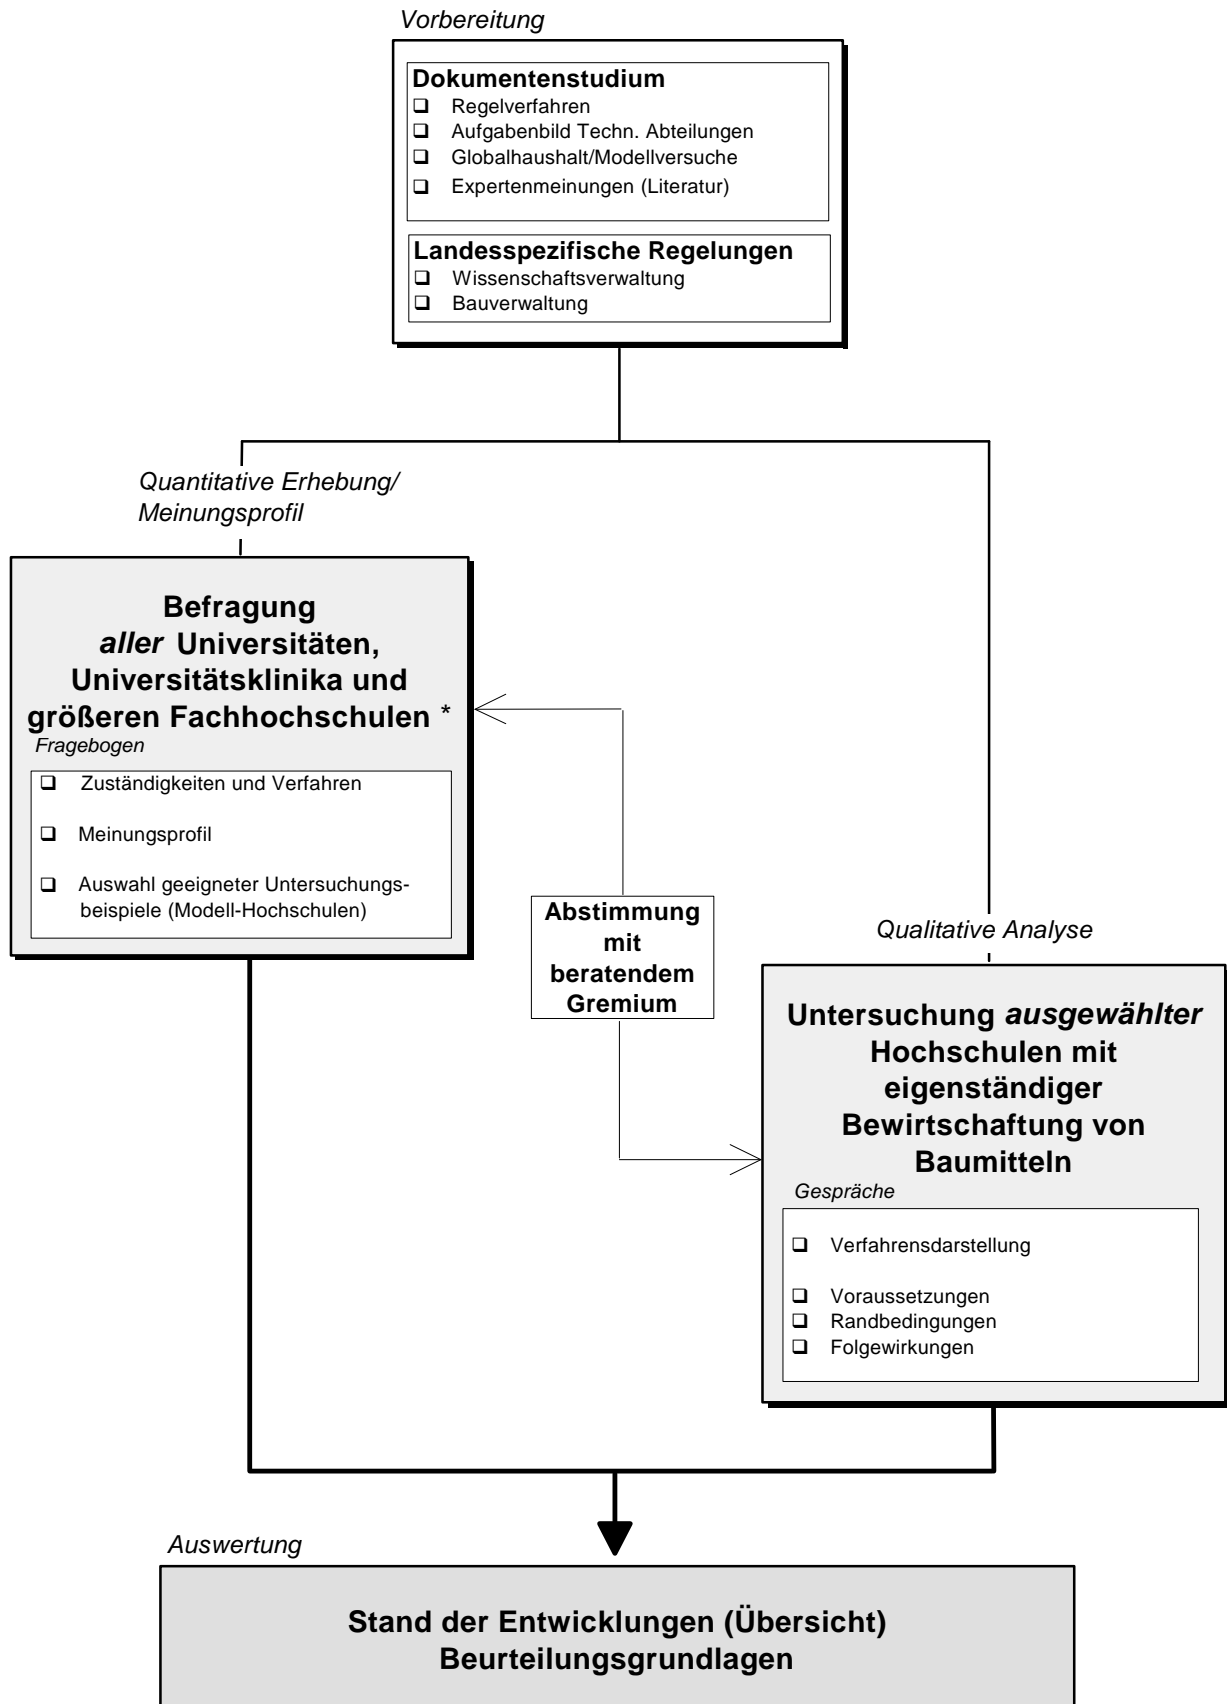 Vorbereitung
Dokumentenstudium
❑ Regelverfahren
❑ Aufgabenbild Techn. Abteilungen
❑ Globalhaushalt/Modellversuche
❑ Expertenmeinungen (Literatur)
Landesspezifische Regelungen
❑ Wissenschaftsverwaltung
❑ Bauverwaltung
Quantitative Erhebung/
Meinungsprofil
Befragung
aller Universitäten,
Universitätsklinika und
größeren Fachhochschulen *
Fragebogen
❑ Zuständigkeiten und Verfahren
❑ Meinungsprofil
❑ Auswahl geeigneter Untersuchungs-
beispiele (Modell-Hochschulen)
Abstimmung
mit
beratendem
Gremium
Qualitative Analyse
Untersuchung ausgewählter
Hochschulen mit
eigenständiger
Bewirtschaftung von
Baumitteln
Gespräche
❑ Verfahrensdarstellung
❑ Voraussetzungen
❑ Randbedingungen
❑ Folgewirkungen
Auswertung
Stand der Entwicklungen (Übersicht)
Beurteilungsgrundlagen